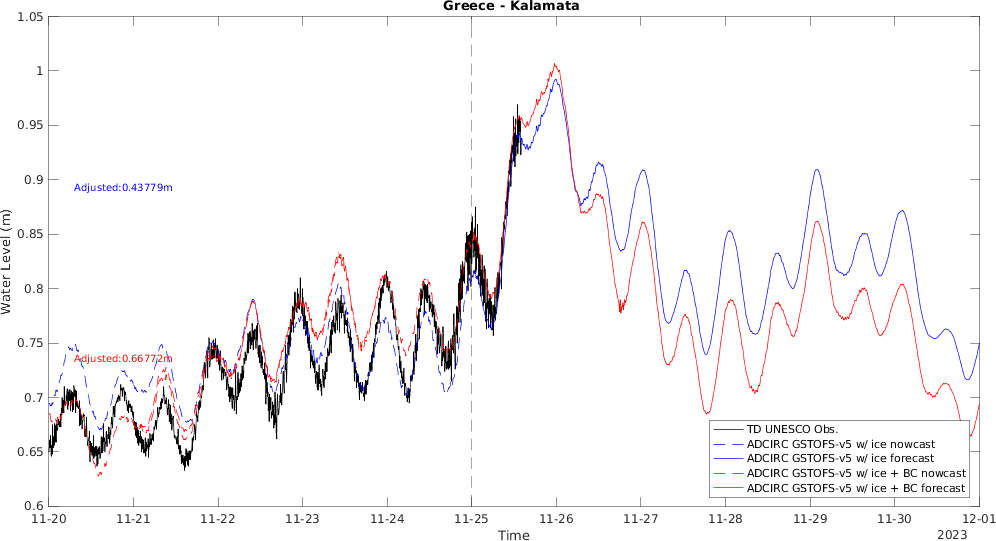 Greece - Kalamata
1.05
1
0.95
0.9
0.85
0.8
0.75
0.7
0.65
0.6
Water Level (m)
Adjusted:0.43779m
Adjusted:0.66772m
TD UNESCO Obs.
ADCIRC GSTOFS-v5 w/ ice nowcast
ADCIRC GSTOFS-v5 w/ ice forecast
ADCIRC GSTOFS-v5 w/ ice + BC nowcast
ADCIRC GSTOFS-v5 w/ ice + BC forecast
11-20 11-21 11-22 11-23 11-24 11-25 11-26 11-27 11-28 11-29 11-30 12-01
Time
2023